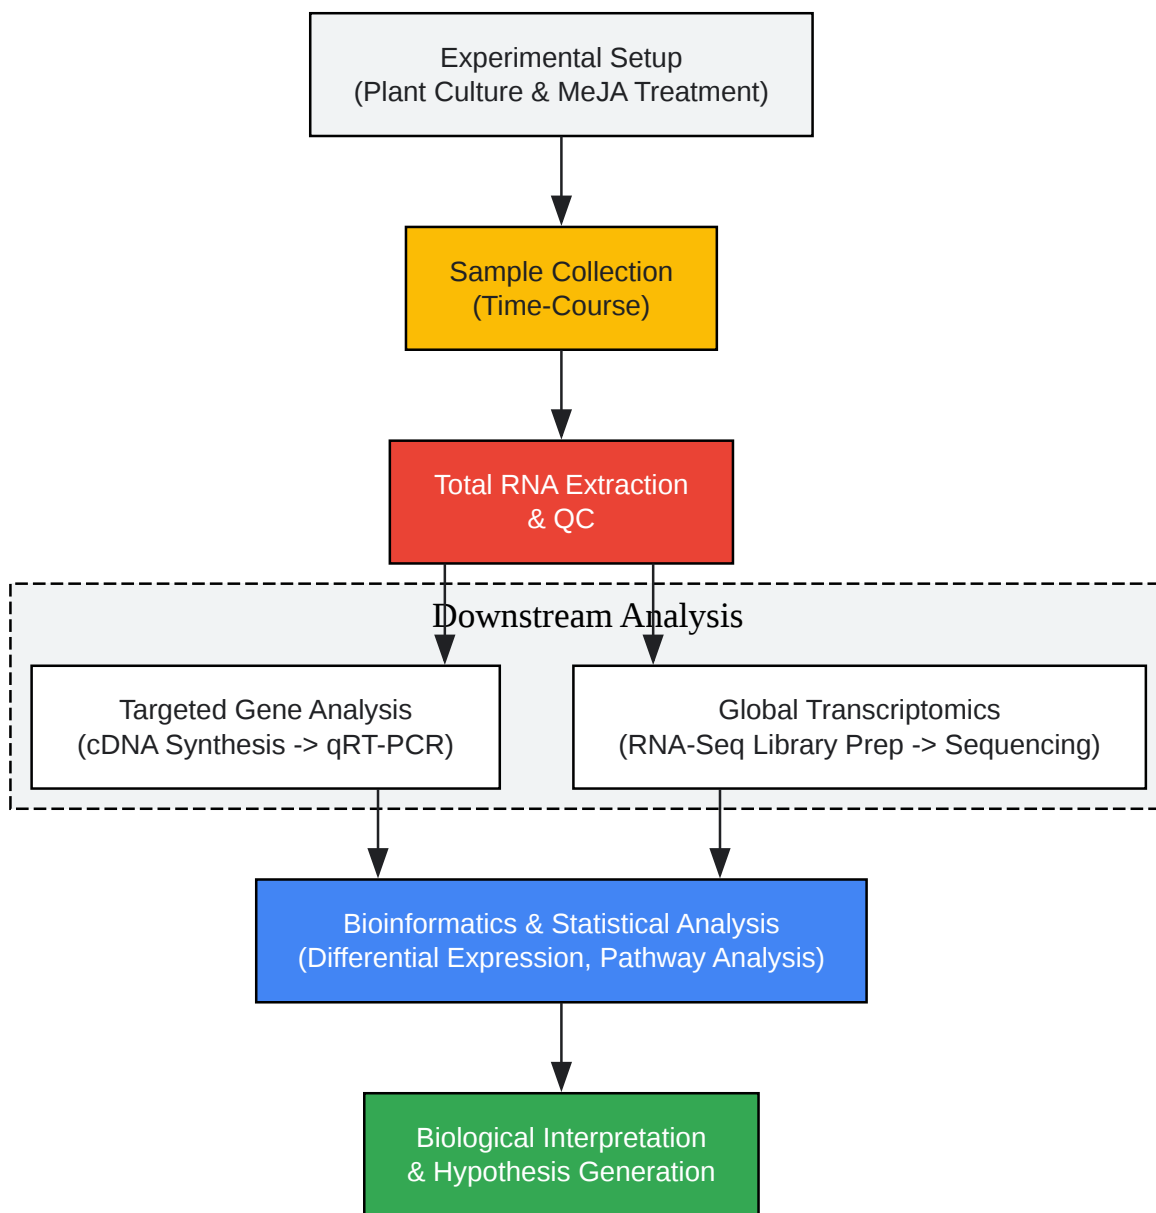 Experimental Setup
(Plant Culture & MeJA Treatment)
Sample Collection
(Time-Course)
Total RNA Extraction
& QC
Downstream Analysis
Targeted Gene Analysis
(cDNA Synthesis -> qRT-PCR)
Global Transcriptomics
(RNA-Seq Library Prep -> Sequencing)
Bioinformatics & Statistical Analysis
(Differential Expression, Pathway Analysis)
Biological Interpretation
& Hypothesis Generation